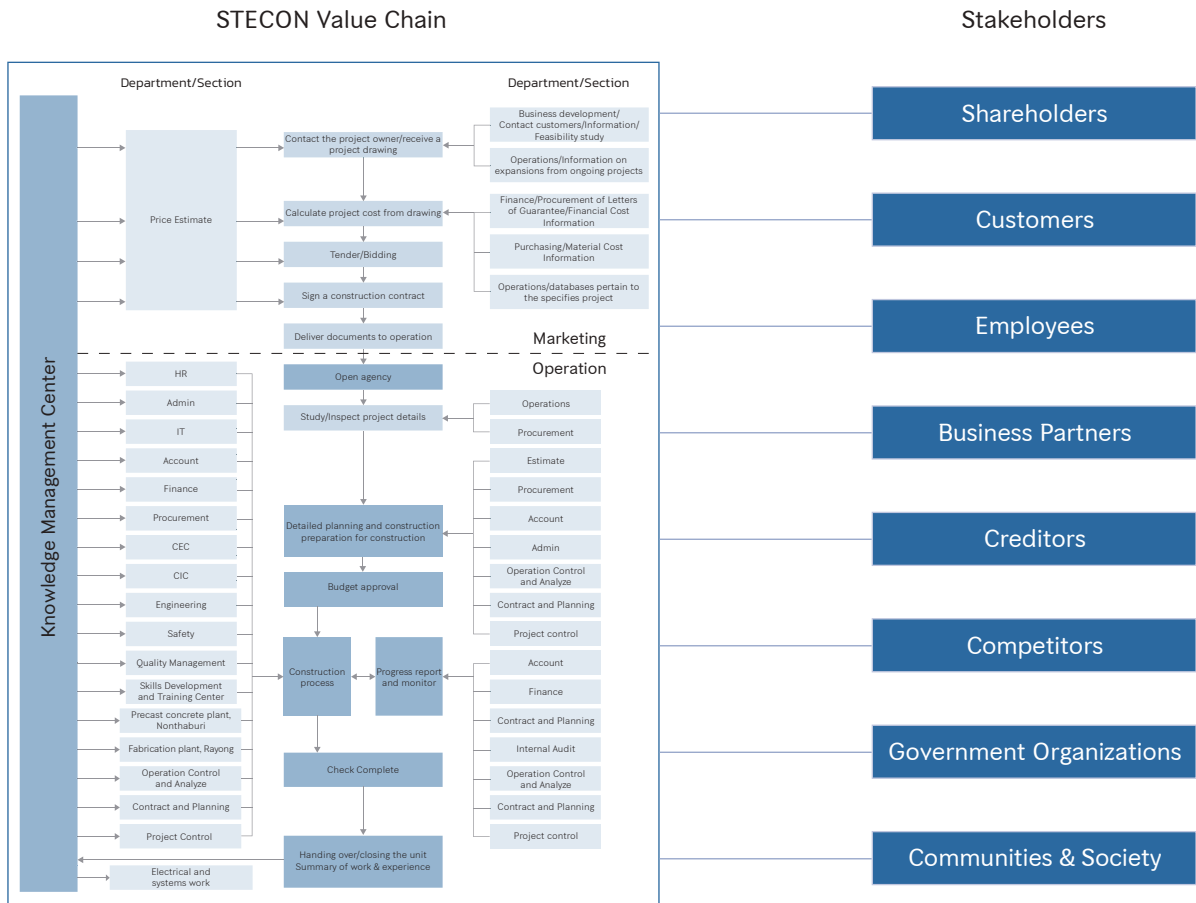 STECON Value Chain
Stakeholders
Department/Section
Department/Section
Knowledge Management Center
Price Estimate
Contact the project owner/receive a
project drawing
Calculate project cost from drawing
Tender/Bidding
Sign a construction contract
Deliver documents to operation
Business development/
Contact customers/Information/
Feasibility study
Operations/Information on
expansions from ongoing projects
Finance/Procurement of Letters
of Guarantee/Financial Cost
Information
Purchasing/Material Cost
Information
Operations/databases pertain to
the specifies project
Marketing
Operation
HR
Admin
IT
Account
Finance
Procurement
CEC
CIC
Engineering
Safety
Quality Management
Skills Development
and Training Center
Precast concrete plant,
Nonthaburi
Fabrication plant, Rayong
Operation Control
and Analyze
Contract and Planning
Project Control
Electrical and
systems work
Open agency
Study/Inspect project details
Detailed planning and construction
preparation for construction
Budget approval
Construction
process
Progress report
and monitor
Check Complete
Handing over/closing the unit
Summary of work & experience
Operations
Procurement
Estimate
Procurement
Account
Admin
Operation Control
and Analyze
Contract and Planning
Project control
Account
Finance
Contract and Planning
Internal Audit
Operation Control
and Analyze
Contract and Planning
Project control
Shareholders
Customers
Employees
Business Partners
Creditors
Competitors
Government Organizations
Communities & Society